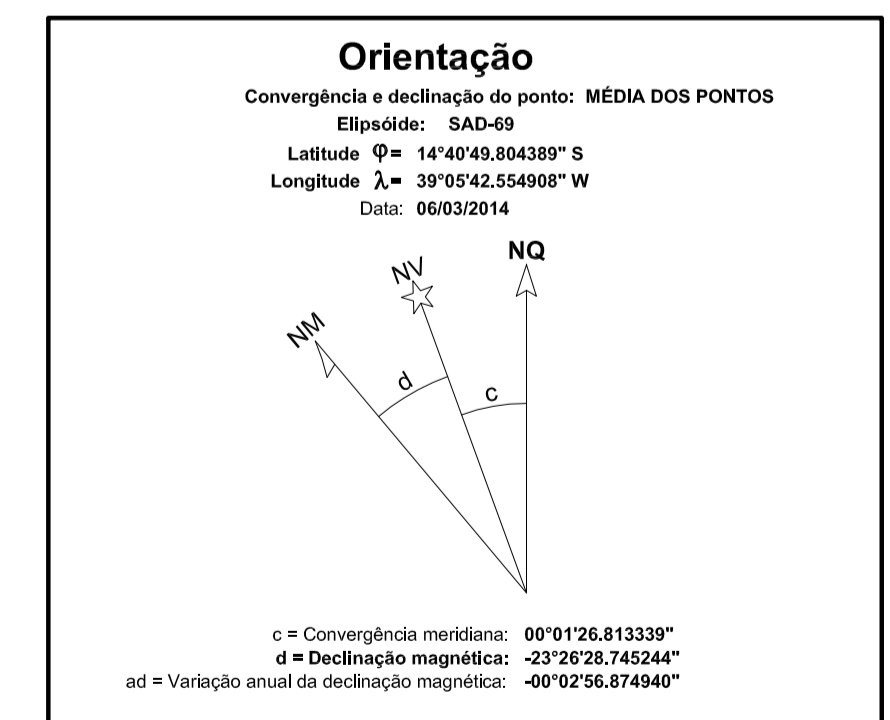 Orientação
Convergência e declinação do ponto: MÉDIA DOS PONTOS
Elipsóide: SAD-69
Latitude φ= 14°40'49.804389" S
Longitude λ= 39°05'42.554908" W
Data: 06/03/2014
NQ
NV
NM
d
c
c = Convergência meridiana: 00°01'26.813339"
d = Declinação magnética: -23°26'28.745244"
ad = Variação anual da declinação magnética: -00°02'56.874940"